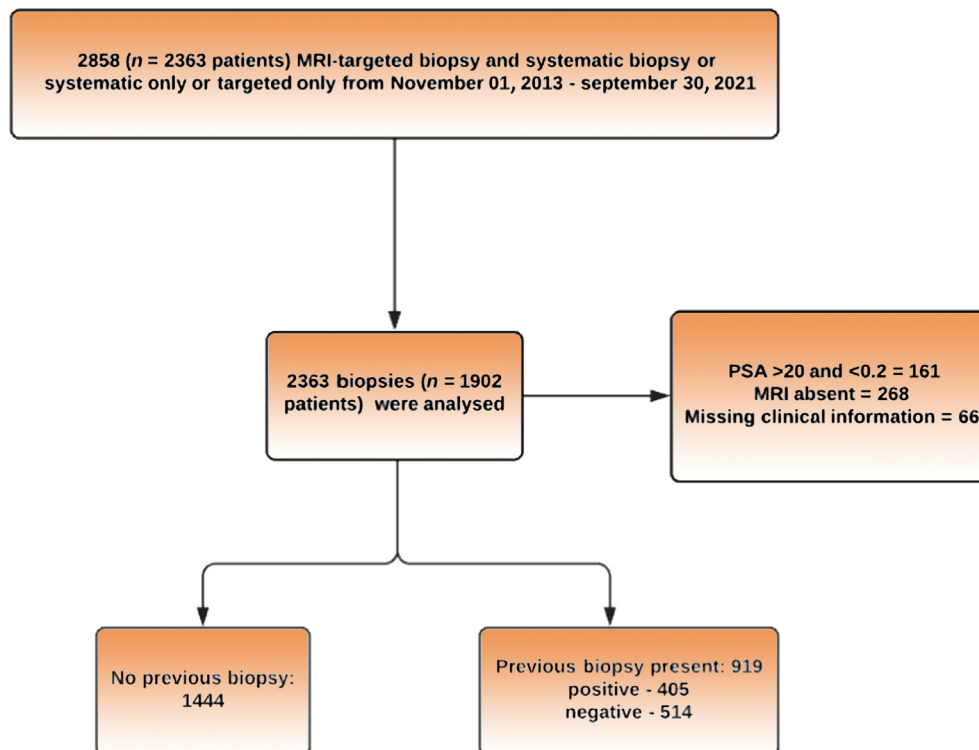 2858 (n = 2363 patients) MRI-targeted biopsy and systematic biopsy or
systematic only or targeted only from November 01, 2013 - september 30, 2021
2363 biopsies (n = 1902
patients) were analysed
PSA >20 and <0.2 = 161
MRI absent = 268
Missing clinical information = 66
No previous biopsy:
1444
Previous biopsy present: 919
positive - 405
negative - 514